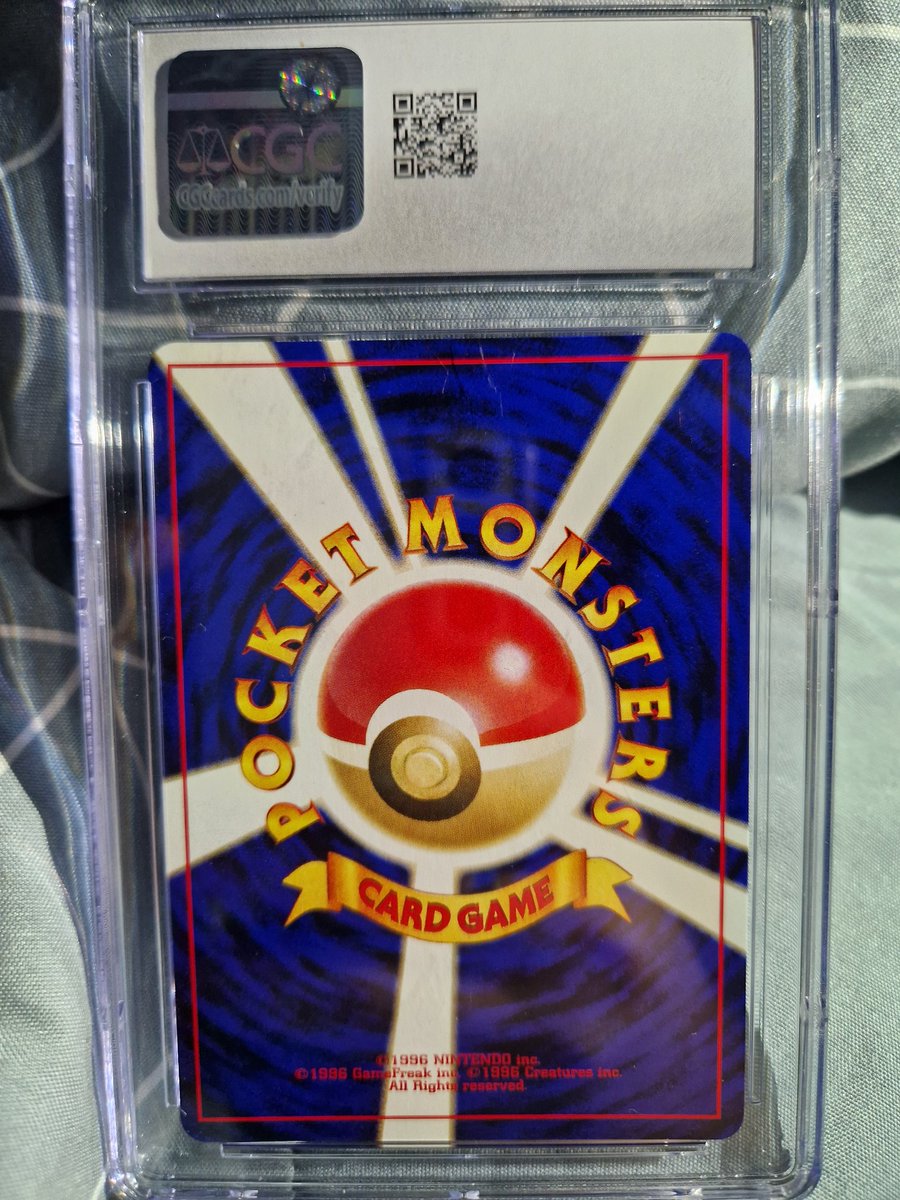 CGC
CGCcards.com/verify
POCKET MONSTERS
CARD GAME
©1996 NINTENDO inc.
©1996 GameFreak inc. ©1996 Creatures inc.
All Rights reserved.